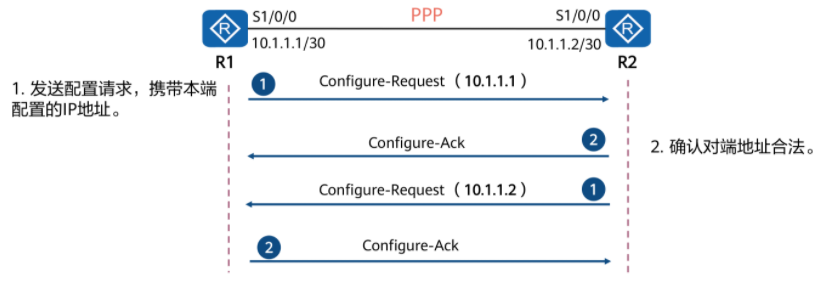 S1/0/0 PPP S1/0/0
R R
10.1.1.1/30 10.1.1.2/30
R1 R2
1. 发送配置请求，携带本端
配置的IP地址。
1 Configure-Request（10.1.1.1）
Configure-Ack 2
2. 确认对端地址合法。
Configure-Request（10.1.1.2） 1
2 Configure-Ack